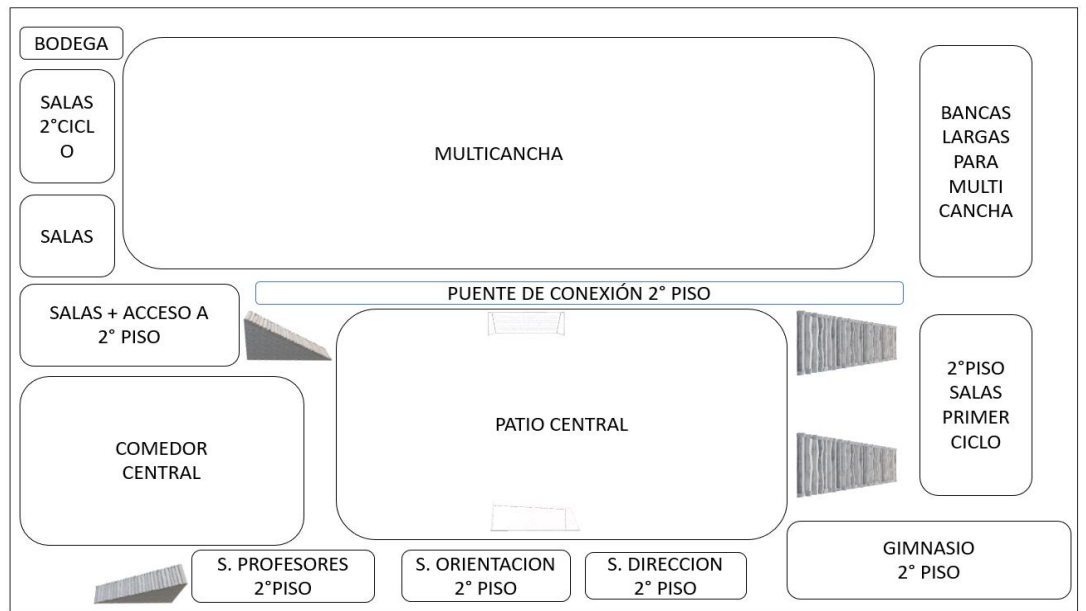 BODEGA
SALAS
2°CICL
O
MULTICANCHA
BANCAS
LARGAS
PARA
MULTI
CANCHA
SALAS
PUENTE DE CONEXIÓN 2° PISO
SALAS + ACCESO A
2° PISO
2°PISO
SALAS
PRIMER
CICLO
PATIO CENTRAL
COMEDOR
CENTRAL
S. PROFESORES
2°PISO
S. ORIENTACION
2° PISO
S. DIRECCION
2° PISO
GIMNASIO
2° PISO